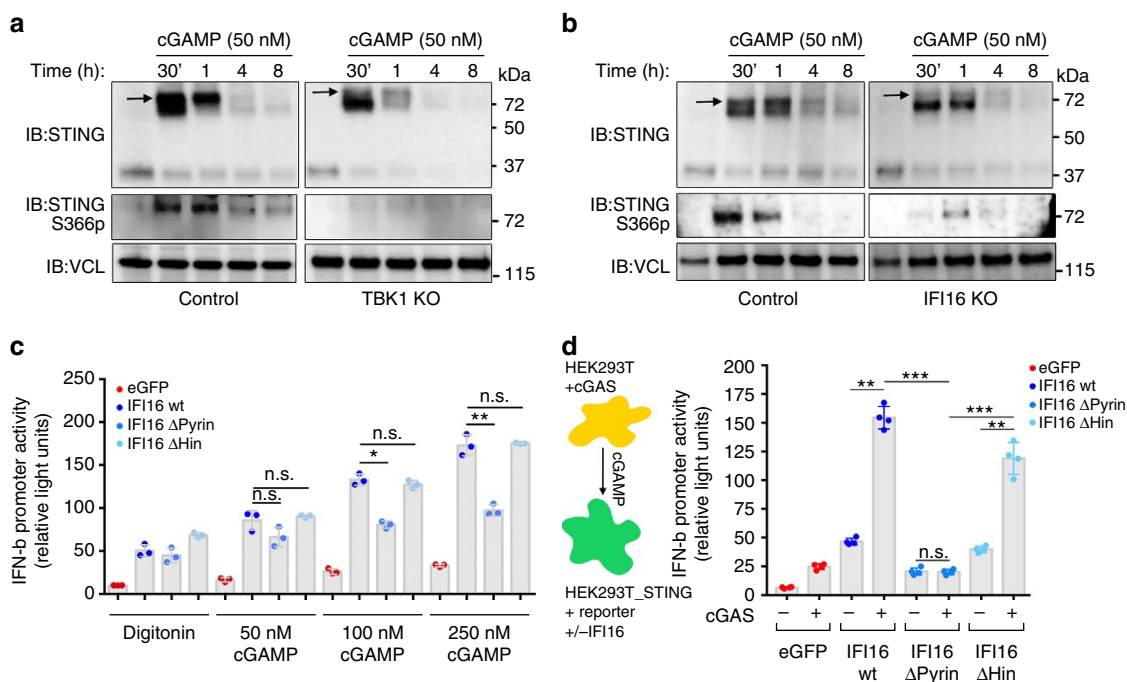 a
cGAMP (50 nM) cGAMP (50 nM)
Time (h): 30' 1 4 8 30' 1 4 8 kDa
IB:STING
72
50
37
IB:STING
S366p
72
IB:VCL
115
Control TBK1 KO
b
cGAMP (50 nM) cGAMP (50 nM)
Time (h): 30' 1 4 8 30' 1 4 8 kDa
IB:STING
72
50
37
IB:STING
S366p
72
IB:VCL
115
Control IFI16 KO
c
IFN-b promoter activity
(relative light units)
250
200
150
100
50
0
eGFP
IFI16 wt
IFI16 ΔPyrin
IFI16 ΔHin
n.s.
n.s.
n.s.
*
n.s.
**
Digitonin 50 nM 100 nM 250 nM
cGAMP cGAMP cGAMP
d
HEK293T
+cGAS
cGAMP
HEK293T_STING
+ reporter
+/–IFI16
IFN-b promoter activity
(relative light units)
200
175
150
125
100
75
50
25
0
eGFP
IFI16 wt
IFI16 ΔPyrin
IFI16 ΔHin
** ***
***
**
n.s.
cGAS – + – + – + – +
eGFP IFI16 IFI16 IFI16
wt ΔPyrin ΔHin